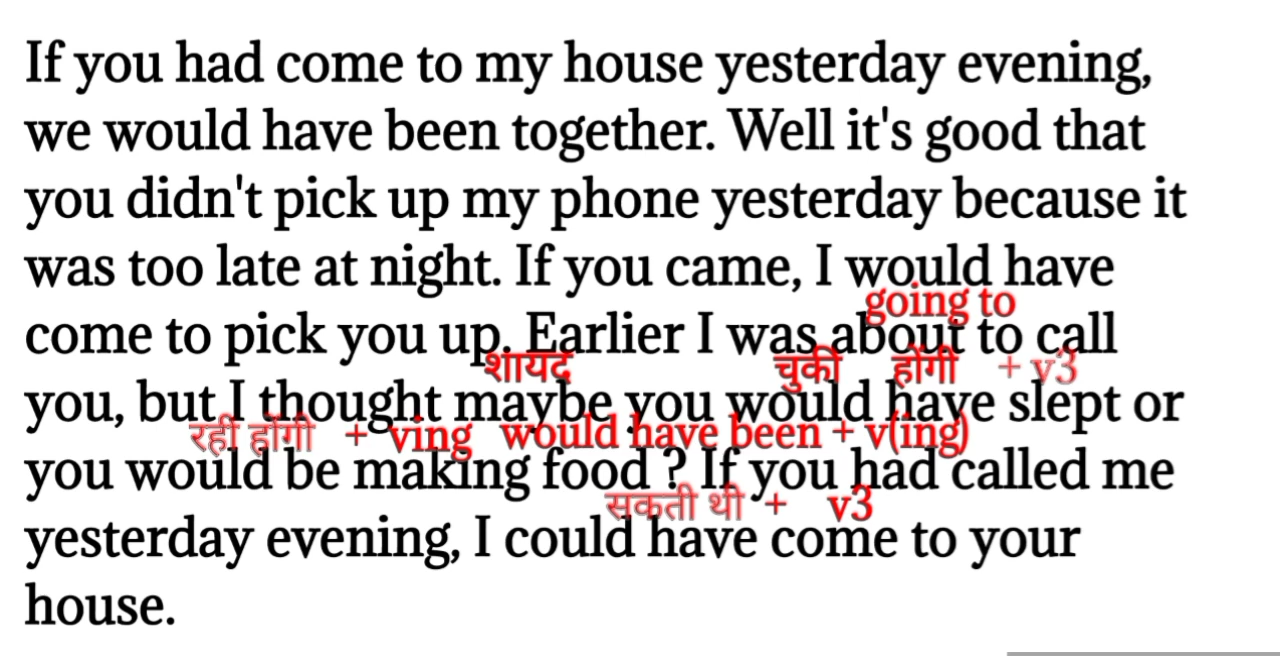 If you had come to my house yesterday evening,
we would have been together. Well it's good that
you didn't pick up my phone yesterday because it
was too late at night. If you came, I would have
going to
come to pick you up. Earlier I was about to call
शायद चुकी होंगी + v3
you, but I thought maybe you would have slept or
रही होंगी + ving would have been + v(ing)
you would be making food ? If you had called me
सकती थी + v3
yesterday evening, I could have come to your
house.